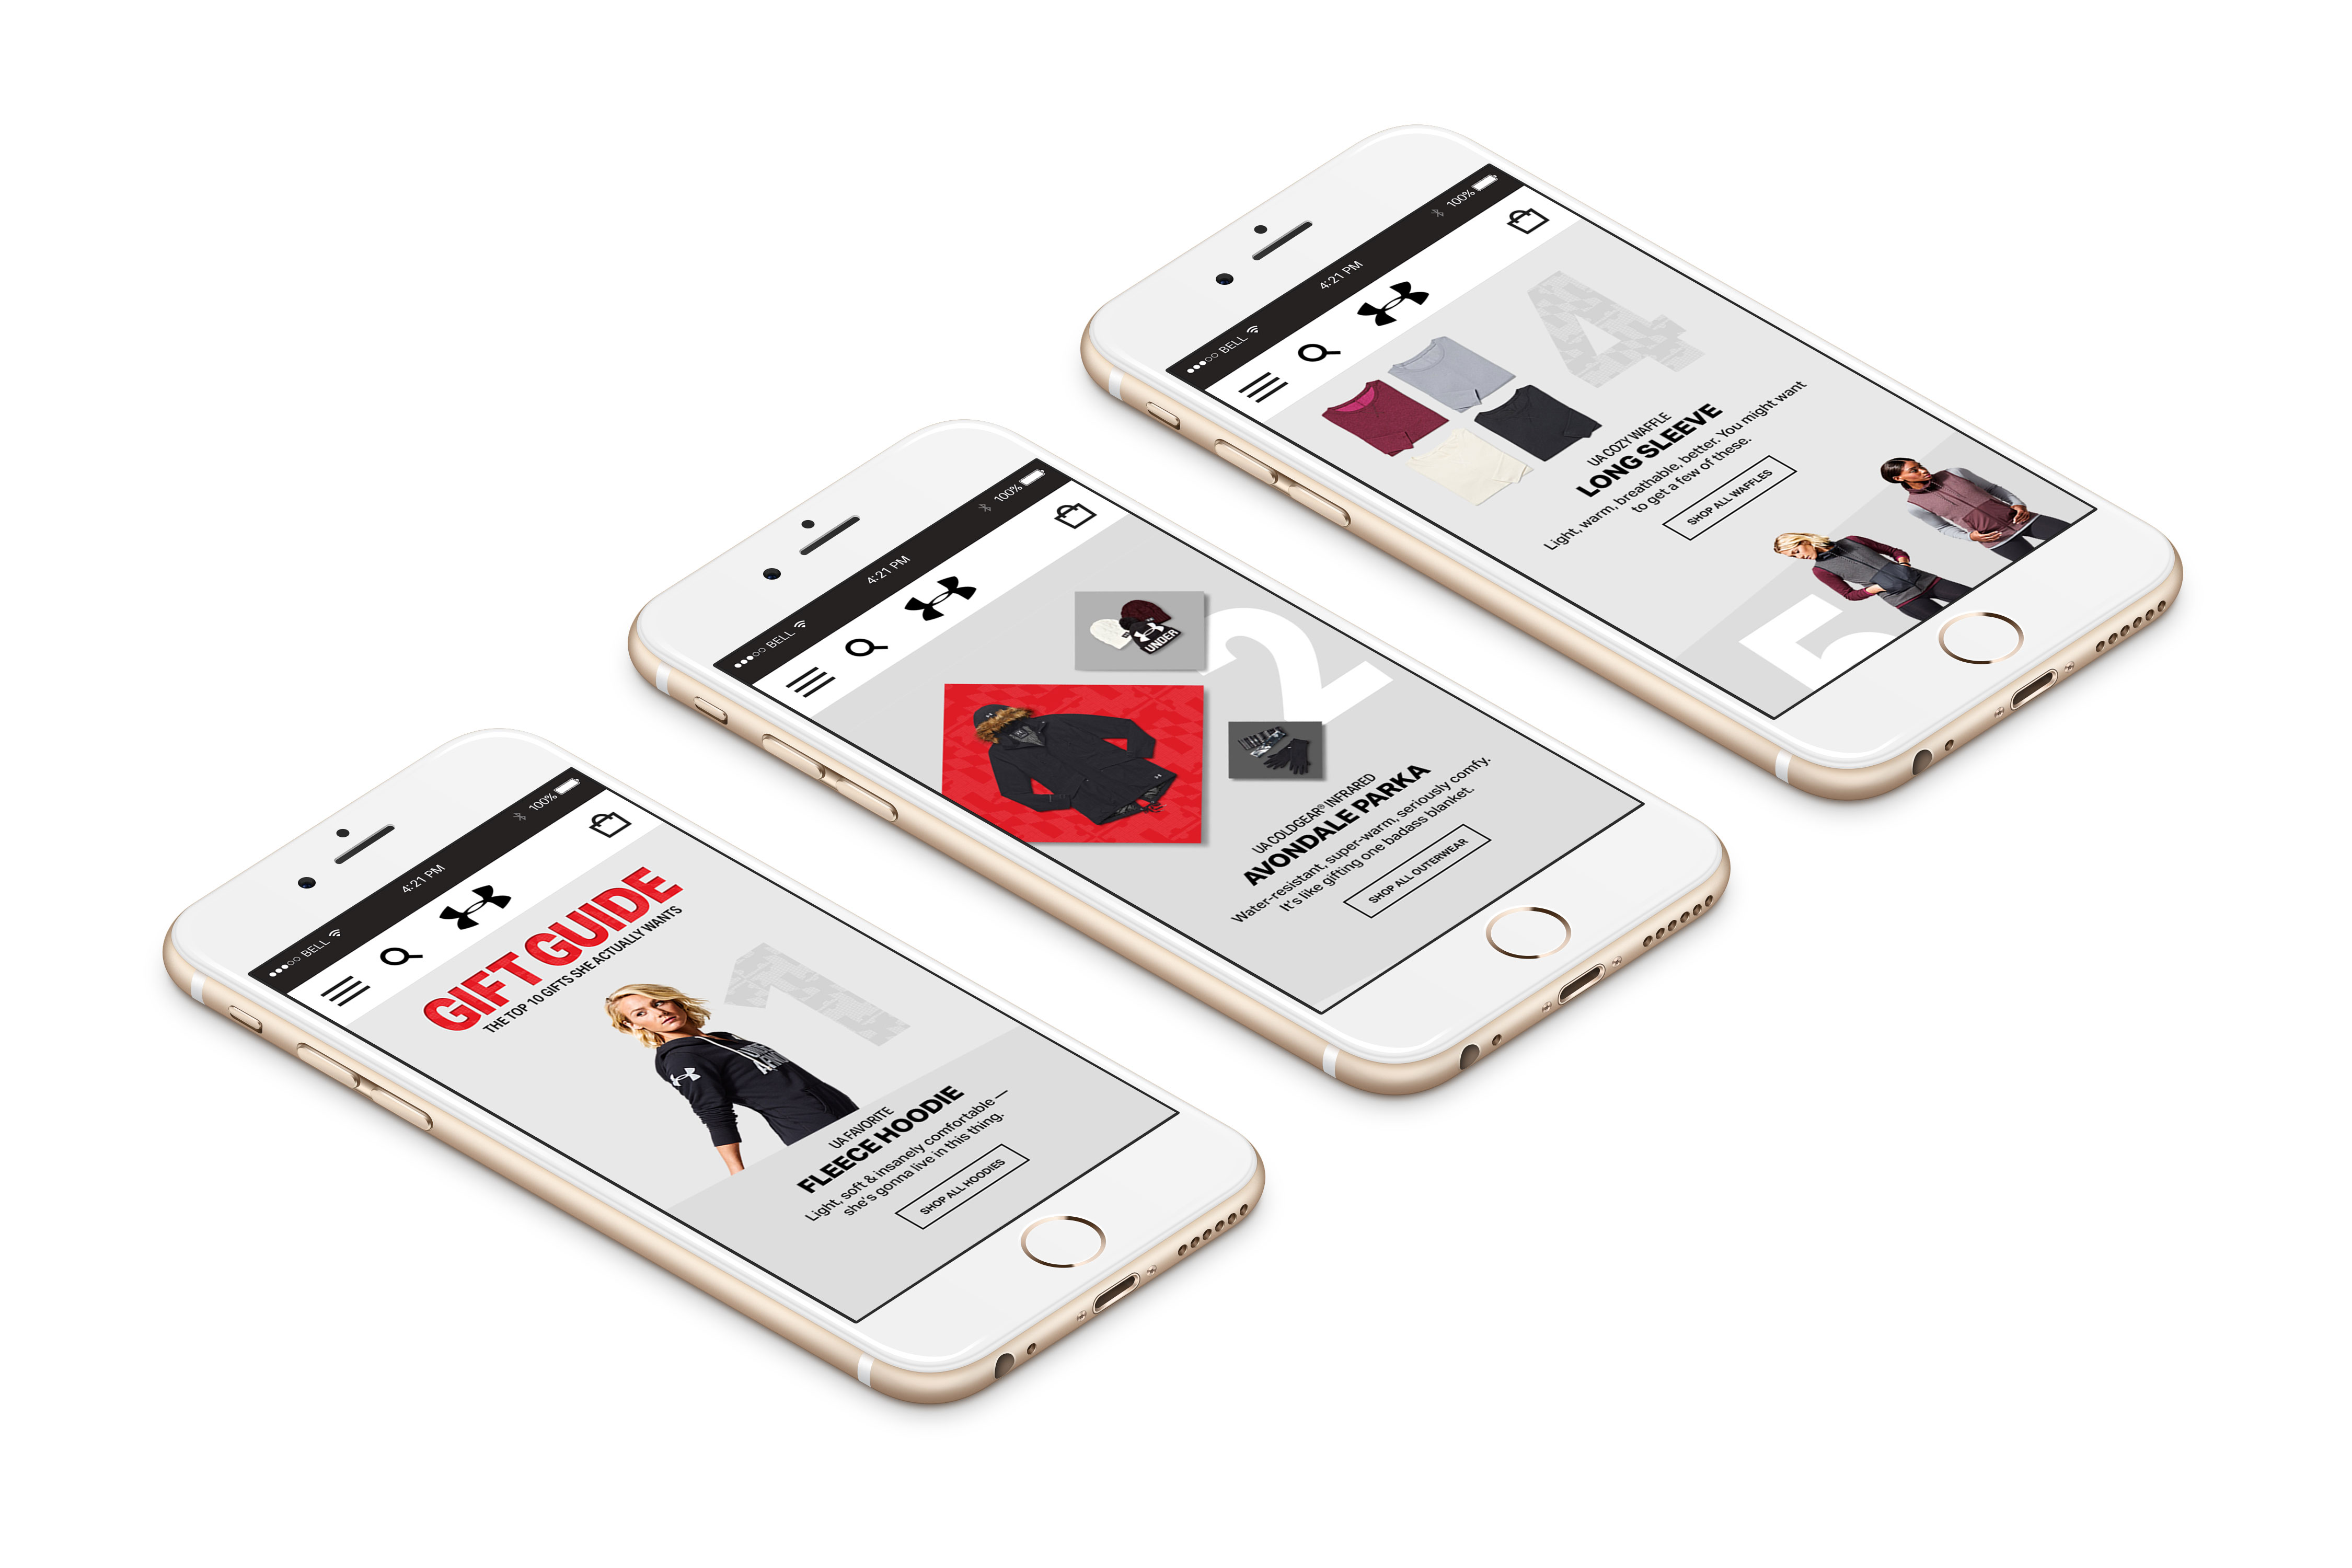 BELL
4:21 PM
100%
GIFT GUIDE
THE TOP 10 GIFTS SHE ACTUALLY WANTS
1
UA FAVORITE
FLEECE HOODIE
Light, soft & insanely comfortable —
she's gonna live in this thing.
SHOP ALL HOODIES
BELL
4:21 PM
100%
2
UNDER
UA COLDGEAR® INFRARED
AVONDALE PARKA
Water-resistant, super-warm, seriously comfy.
It's like gifting one badass blanket.
SHOP ALL OUTERWEAR
BELL
4:21 PM
100%
4
UA COZY WAFFLE
LONG SLEEVE
Light, warm, breathable, better. You might want
to get a few of these.
SHOP ALL WAFFLES
5